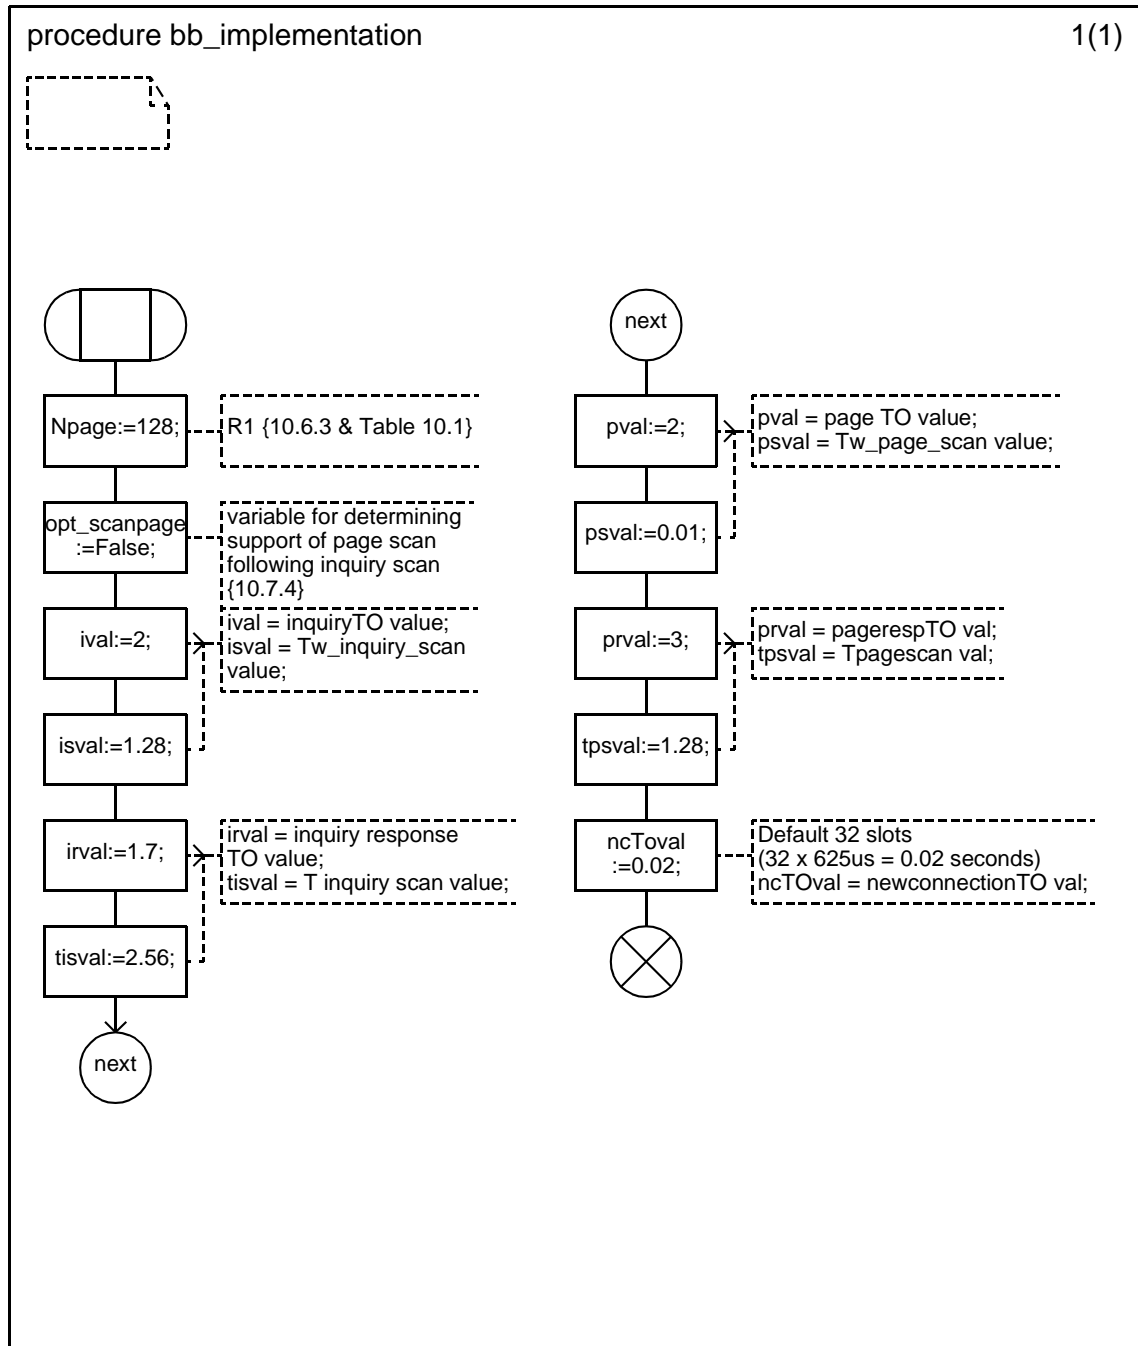 procedure bb_implementation
1(1)
Npage:=128;
R1 {10.6.3 & Table 10.1}
opt_scanpage
:=False;
variable for determining
support of page scan
following inquiry scan
{10.7.4}
ival:=2;
ival = inquiryTO value;
isval = Tw_inquiry_scan
value;
isval:=1.28;
irval:=1.7;
irval = inquiry response
TO value;
tisval = T inquiry scan value;
tisval:=2.56;
next
next
pval:=2;
pval = page TO value;
psval = Tw_page_scan value;
psval:=0.01;
prval:=3;
prval = pagerespTO val;
tpsval = Tpagescan val;
tpsval:=1.28;
ncToval
:=0.02;
Default 32 slots
(32 x 625us = 0.02 seconds)
ncTOval = newconnectionTO val;